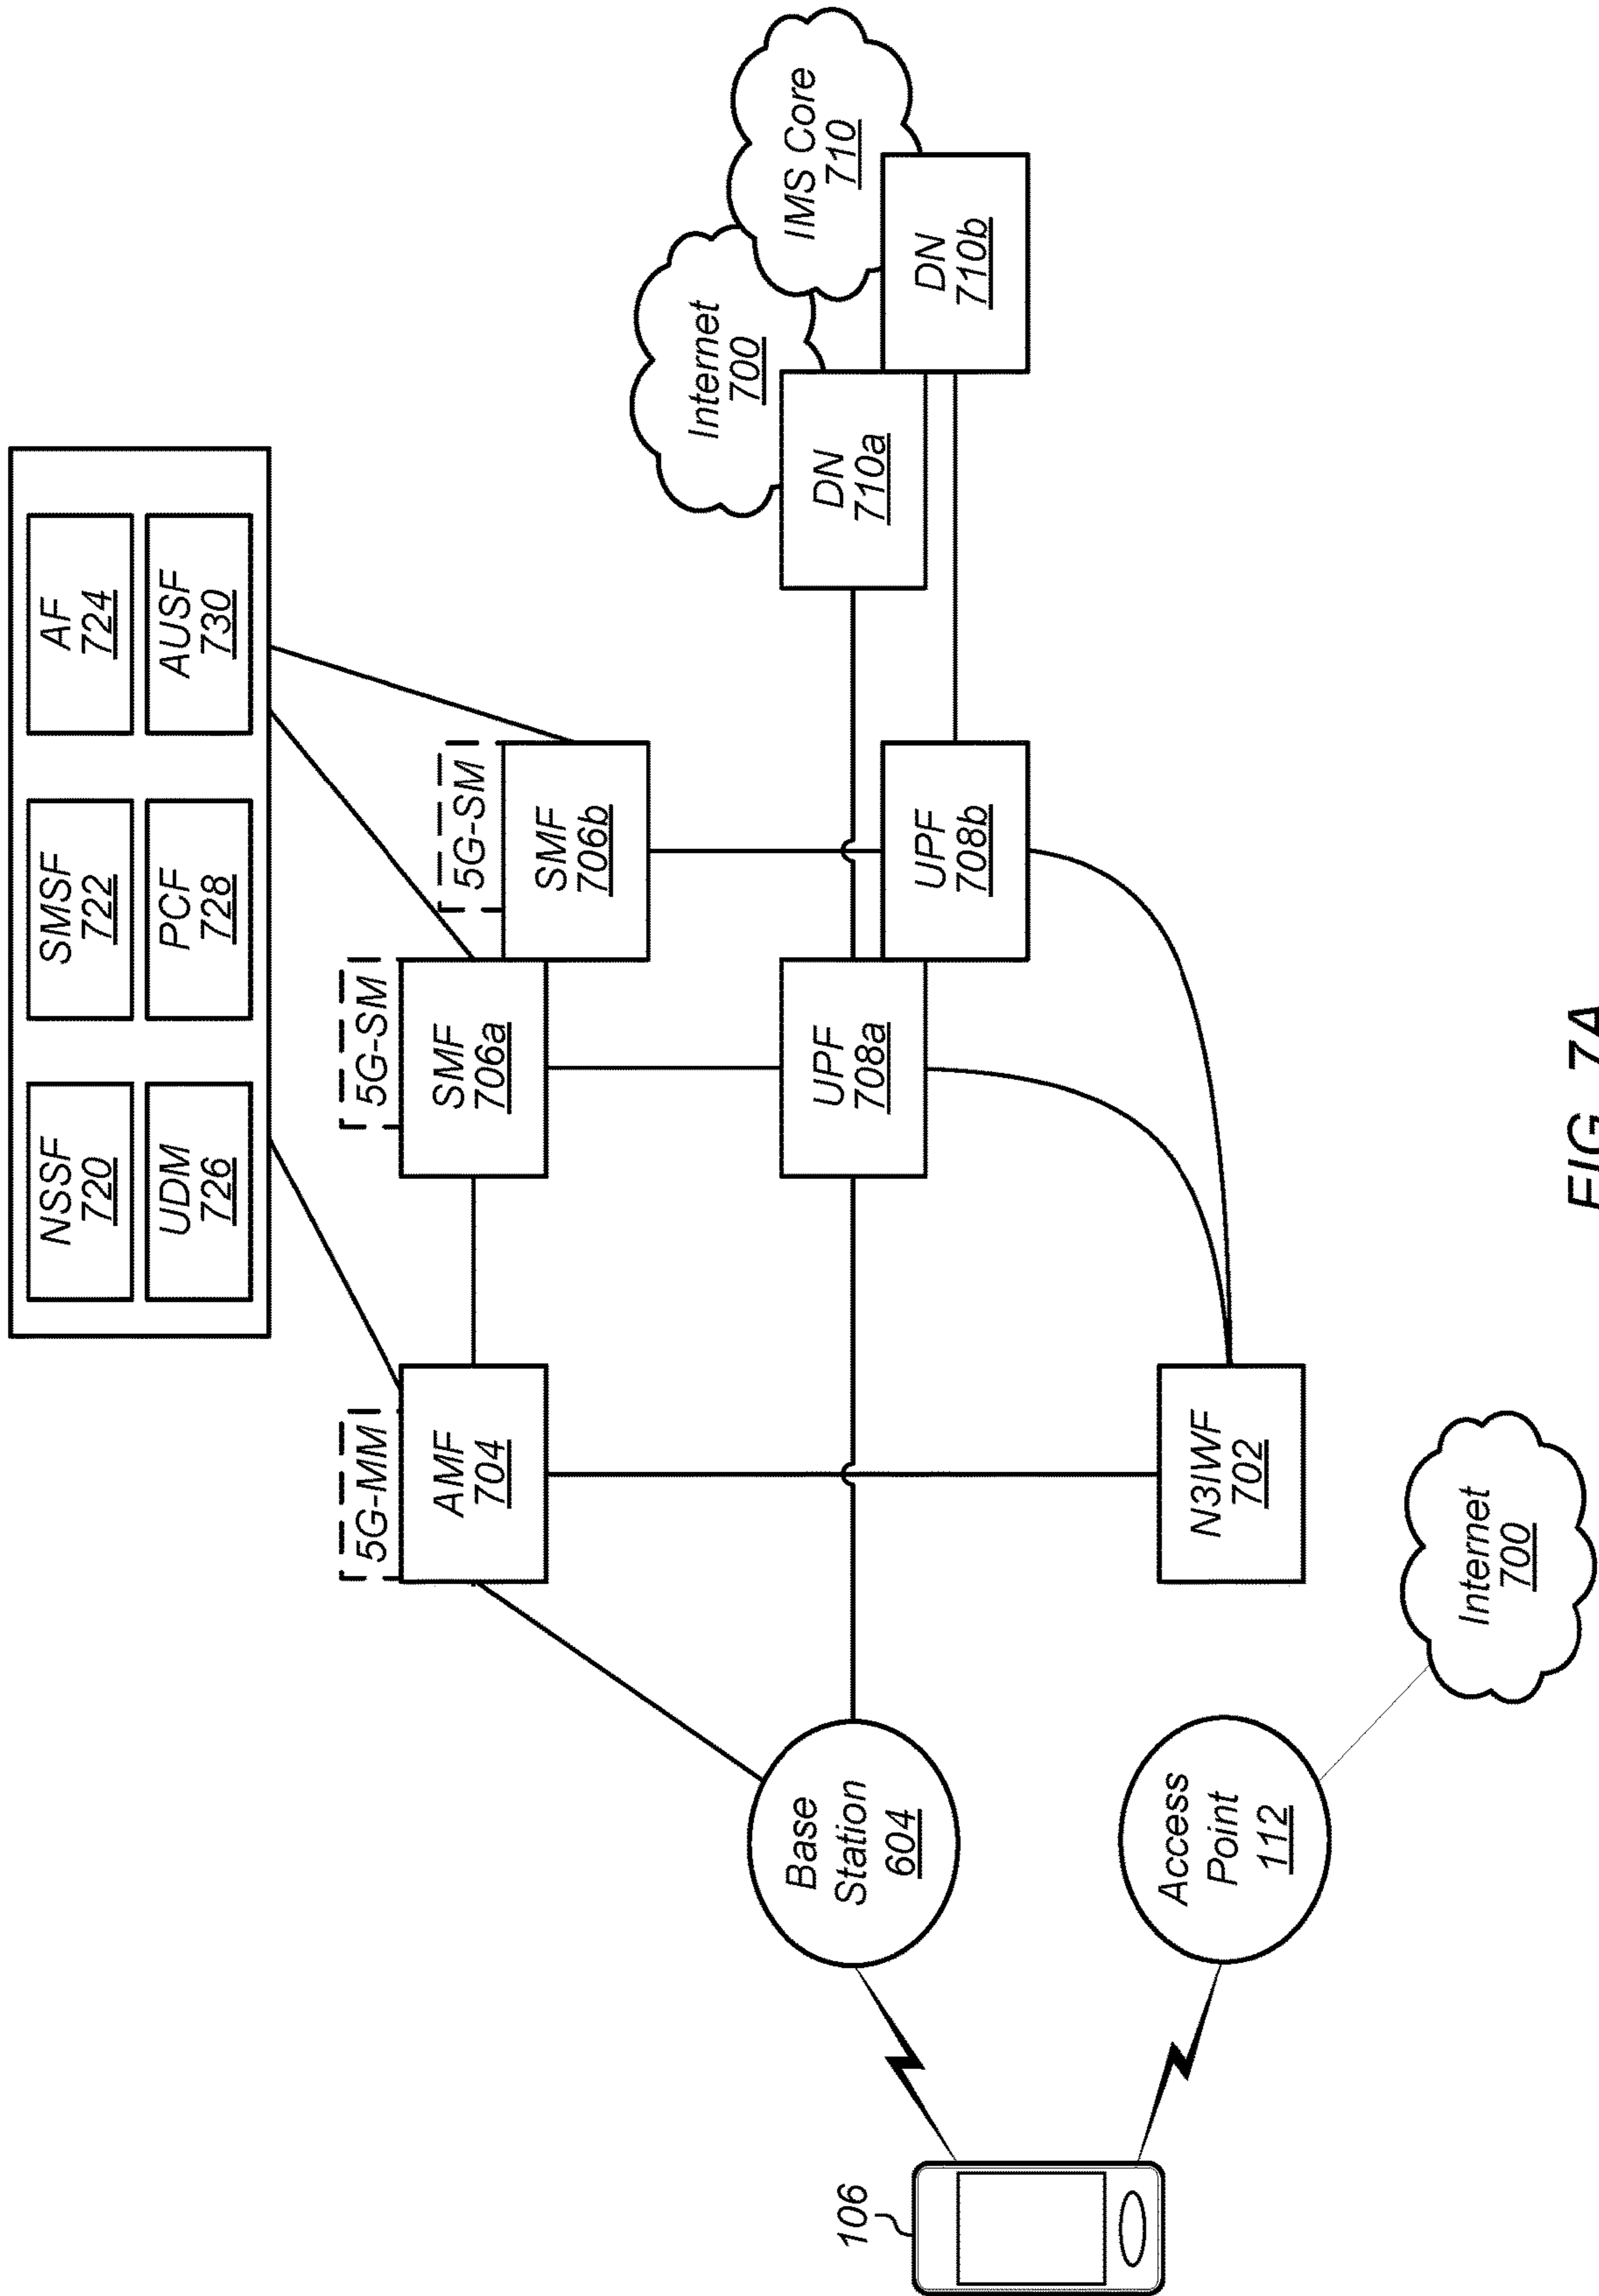 NSSF
720
SMSF
722
AF
724
UDM
726
PCF
728
AUSF
730
5G-MM
AMF
704
5G-SM
SMF
706a
5G-SM
SMF
706b
Internet
700
IMS Core
710
106
Base
Station
604
UPF
708a
UPF
708b
DN
710a
DN
710b
Access
Point
112
N3IWF
702
Internet
700
FIG. 7A